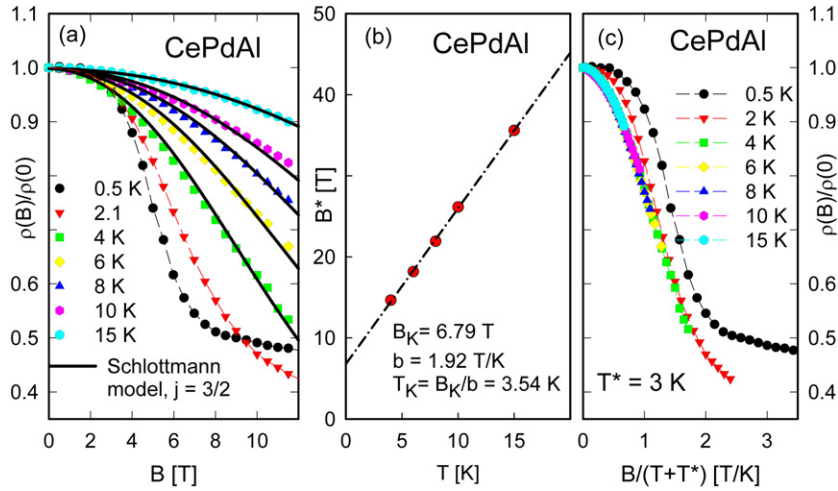 (a)
CePdAl
1.0
0.9
0.8
0.7
0.6
0.5
0.4
ρ(B)/ρ(0)
0.5 K
2.1
4 K
6 K
8 K
10 K
15 K
Schlottmann
model, j = 3/2
0 2 4 6 8 10
B [T]
(b)
CePdAl
50
40
30
20
10
0
B* [T]
B_K= 6.79 T
b = 1.92 T/K
T_K= B_K/b = 3.54 K
0 5 10 15
T [K]
(c)
CePdAl
0.5 K
2 K
4 K
6 K
8 K
10 K
15 K
T* = 3 K
0 1 2 3
B/(T+T*) [T/K]
1.0
0.9
0.8
0.7
0.6
0.5
0.4
ρ(B)/ρ(0)